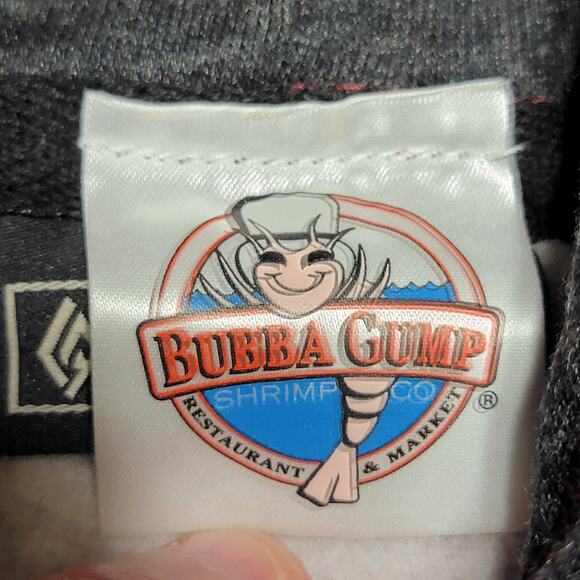 BUBBA GUMP
SHRIMP CO
RESTAURANT & MARKET
®